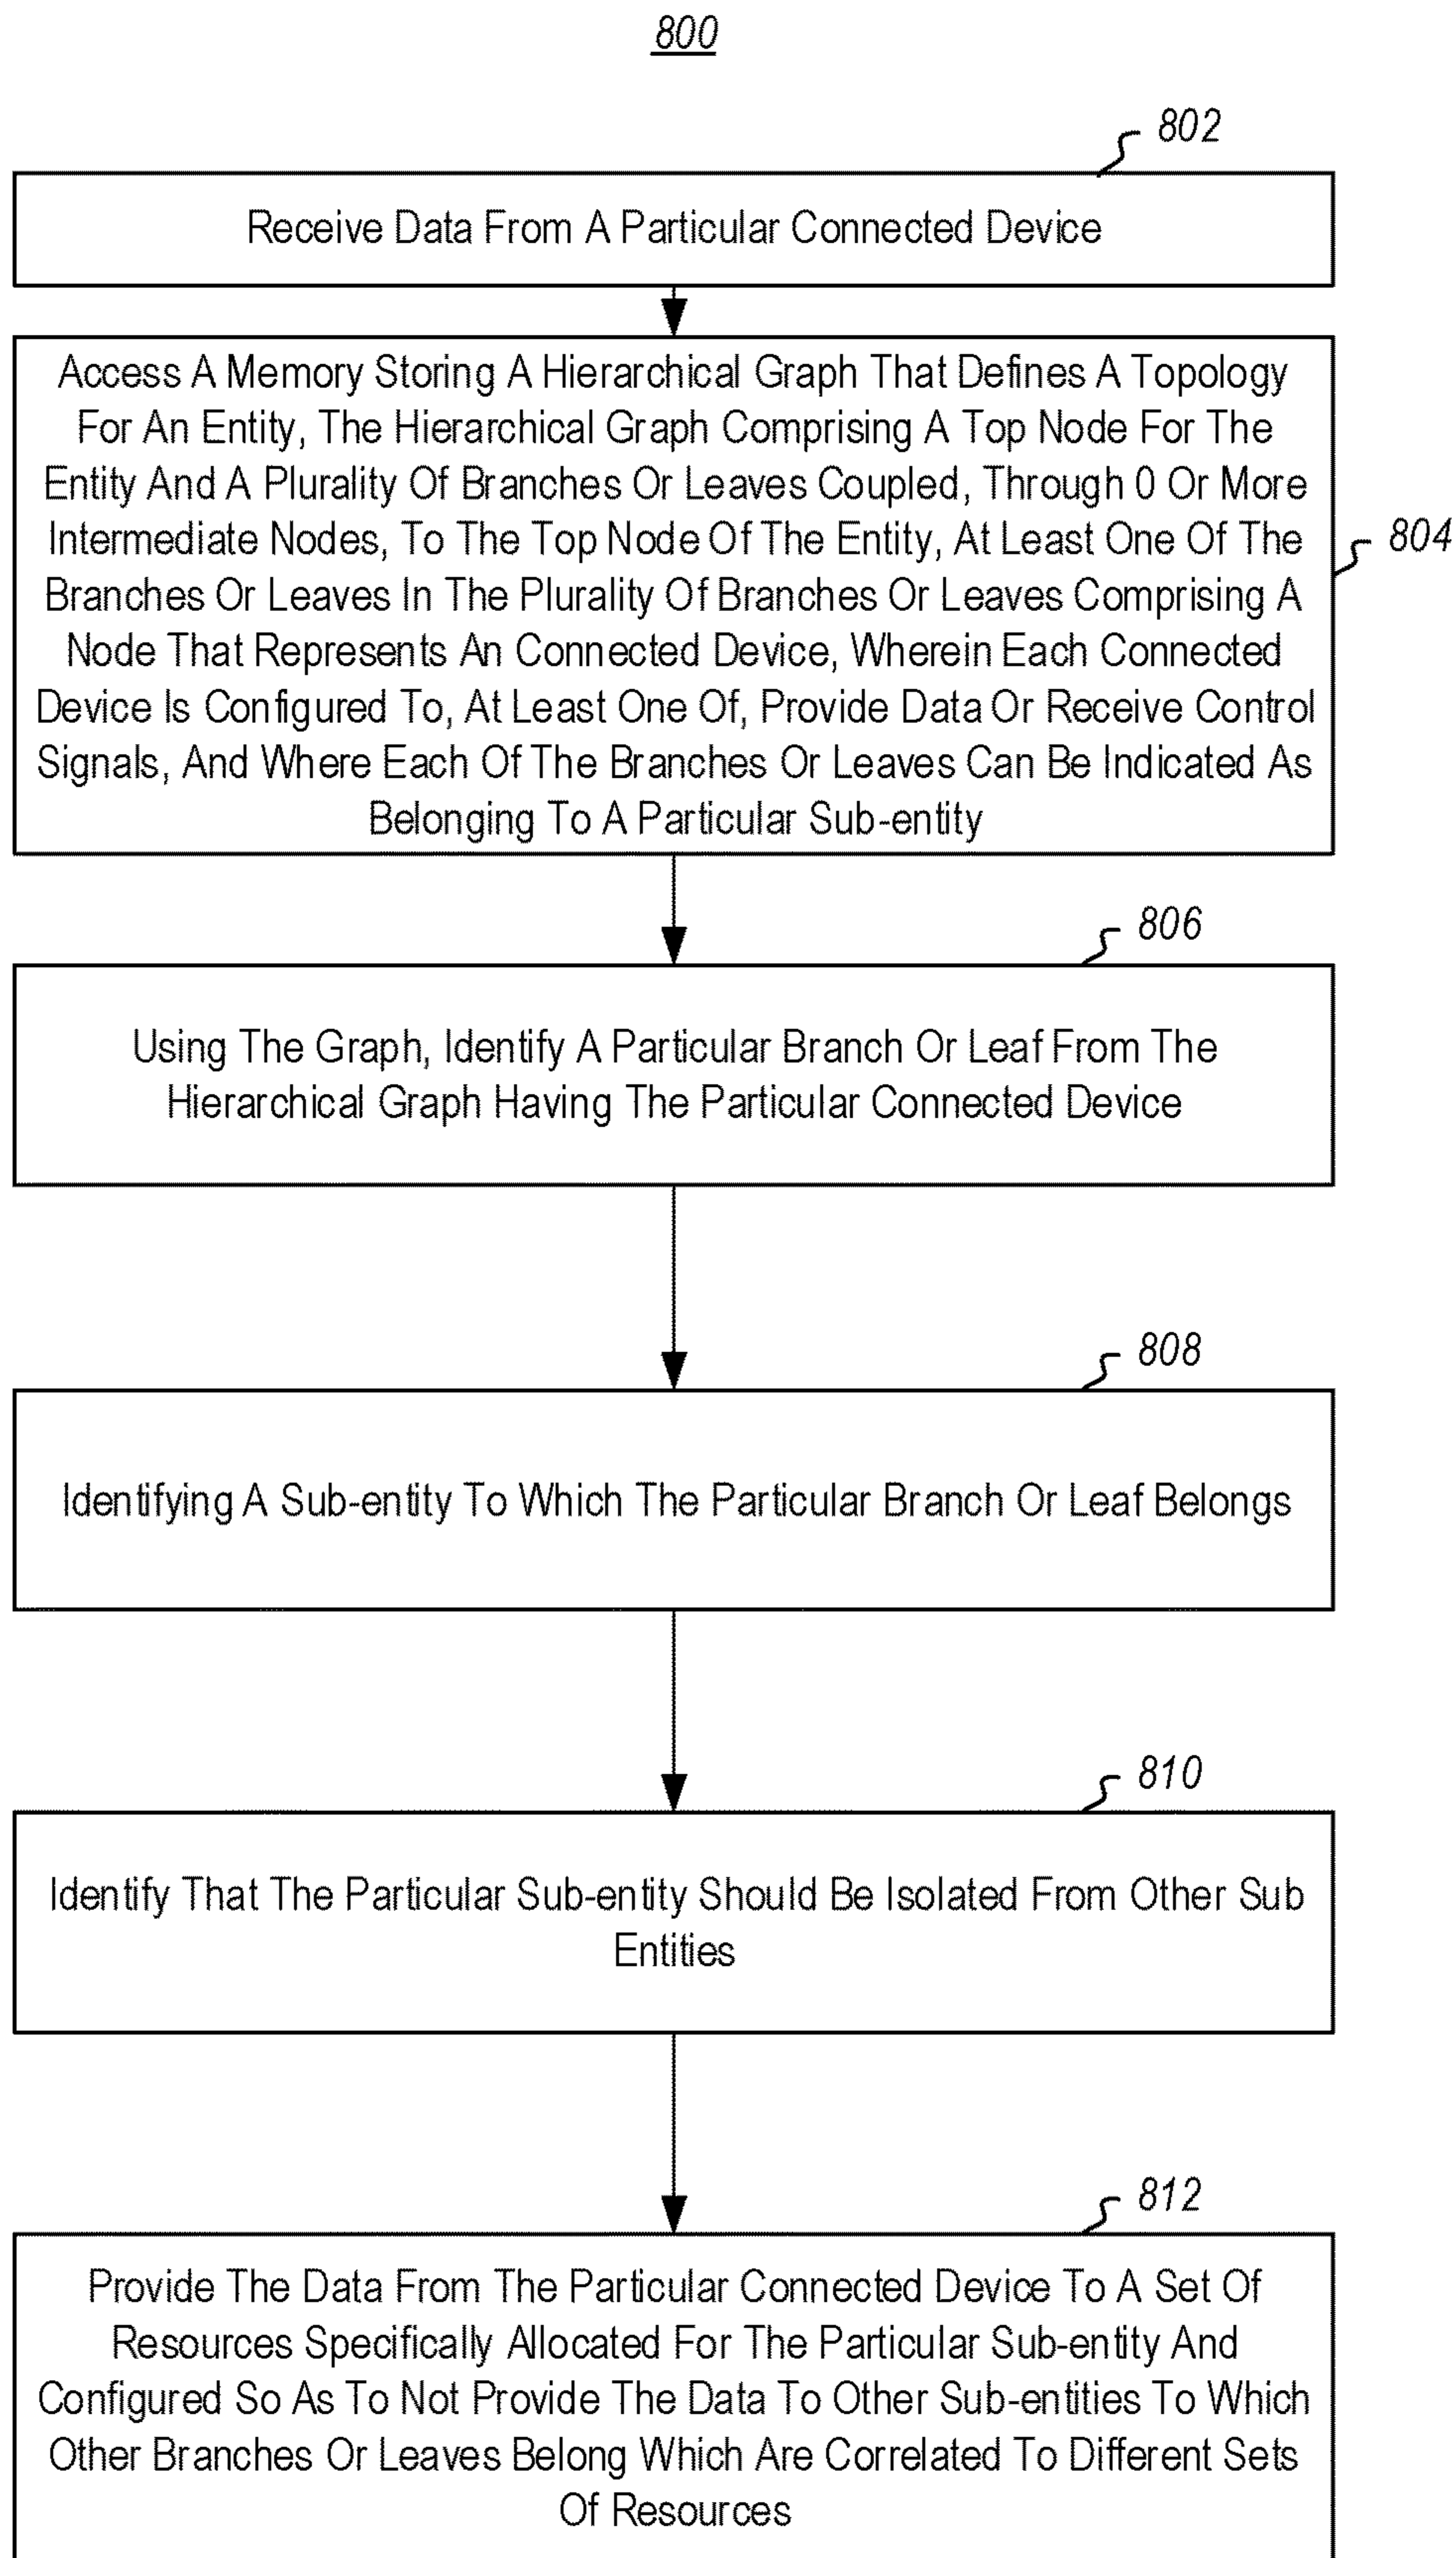 800
802
Receive Data From A Particular Connected Device
Access A Memory Storing A Hierarchical Graph That Defines A Topology
For An Entity, The Hierarchical Graph Comprising A Top Node For The
Entity And A Plurality Of Branches Or Leaves Coupled, Through 0 Or More
Intermediate Nodes, To The Top Node Of The Entity, At Least One Of The
Branches Or Leaves In The Plurality Of Branches Or Leaves Comprising A
Node That Represents An Connected Device, Wherein Each Connected
Device Is Configured To, At Least One Of, Provide Data Or Receive Control
Signals, And Where Each Of The Branches Or Leaves Can Be Indicated As
Belonging To A Particular Sub-entity
804
806
Using The Graph, Identify A Particular Branch Or Leaf From The
Hierarchical Graph Having The Particular Connected Device
808
Identifying A Sub-entity To Which The Particular Branch Or Leaf Belongs
810
Identify That The Particular Sub-entity Should Be Isolated From Other Sub
Entities
812
Provide The Data From The Particular Connected Device To A Set Of
Resources Specifically Allocated For The Particular Sub-entity And
Configured So As To Not Provide The Data To Other Sub-entities To Which
Other Branches Or Leaves Belong Which Are Correlated To Different Sets
Of Resources